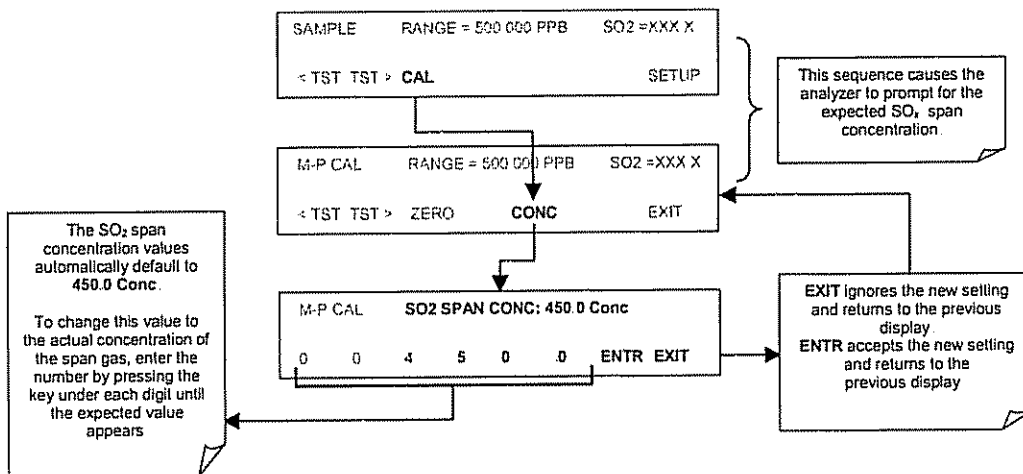 SAMPLE RANGE = 500 000 PPB SO2 =XXX X
< TST TST > CAL SETUP
This sequence causes the
analyzer to prompt for the
expected SOₓ span
concentration.
M-P CAL RANGE = 500 000 PPB SO2 =XXX X
< TST TST > ZERO CONC EXIT
The SO₂ span
concentration values
automatically default to
450.0 Conc.
To change this value to
the actual concentration of
the span gas, enter the
number by pressing the
key under each digit until
the expected value
appears
M-P CAL SO2 SPAN CONC: 450.0 Conc
0 0 4 5 0 .0 ENTR EXIT
EXIT ignores the new setting
and returns to the previous
display.
ENTR accepts the new setting
and returns to the
previous display